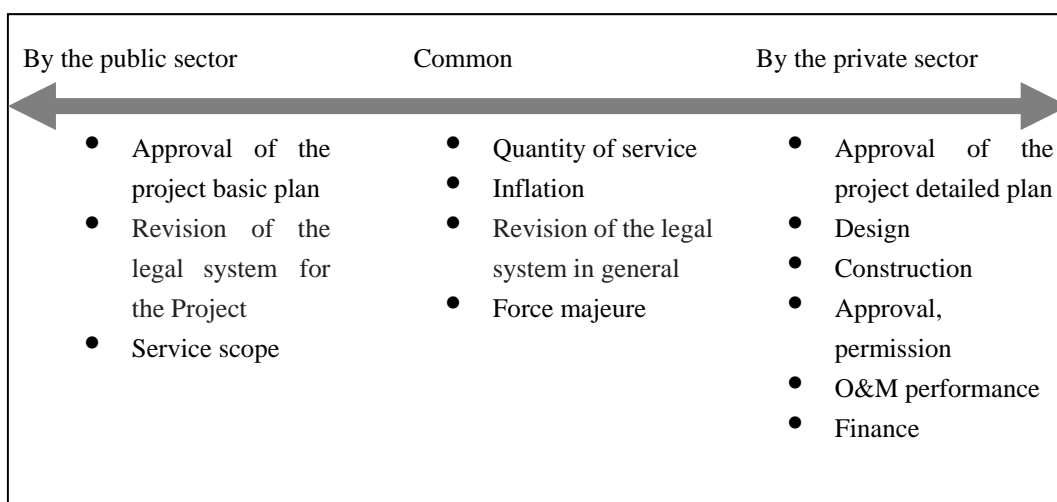 By the public sector
Common
By the private sector
● Approval of the
project basic plan
● Revision of the
legal system for
the Project
● Service scope
● Quantity of service
● Inflation
● Revision of the legal
system in general
● Force majeure
● Approval of the
project detailed plan
● Design
● Construction
● Approval,
permission
● O&M performance
● Finance